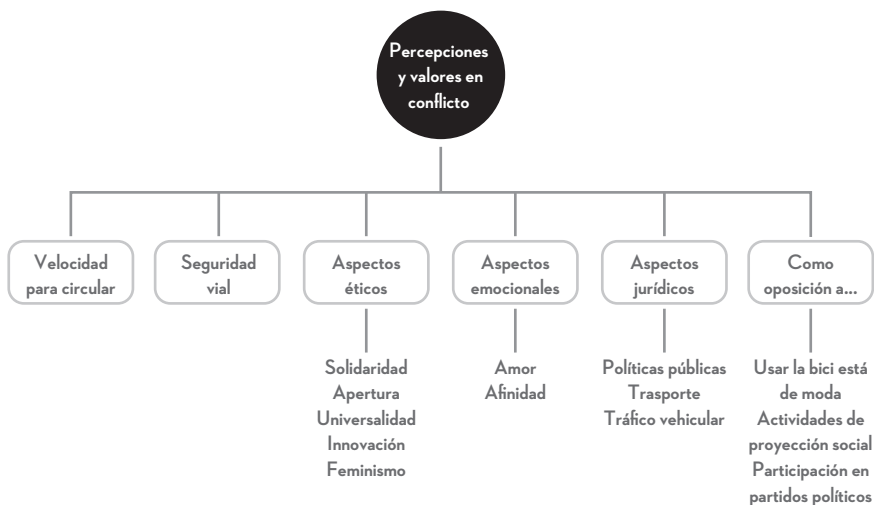 Percepciones
y valores en
conflicto
Velocidad
para circular
Seguridad
vial
Aspectos
éticos
Aspectos
emocionales
Aspectos
jurídicos
Como
oposición a...
Solidaridad
Apertura
Universalidad
Innovación
Feminismo
Amor
Afinidad
Políticas públicas
Trasporte
Tráfico vehicular
Usar la bici está
de moda
Actividades de
proyección social
Participación en
partidos políticos